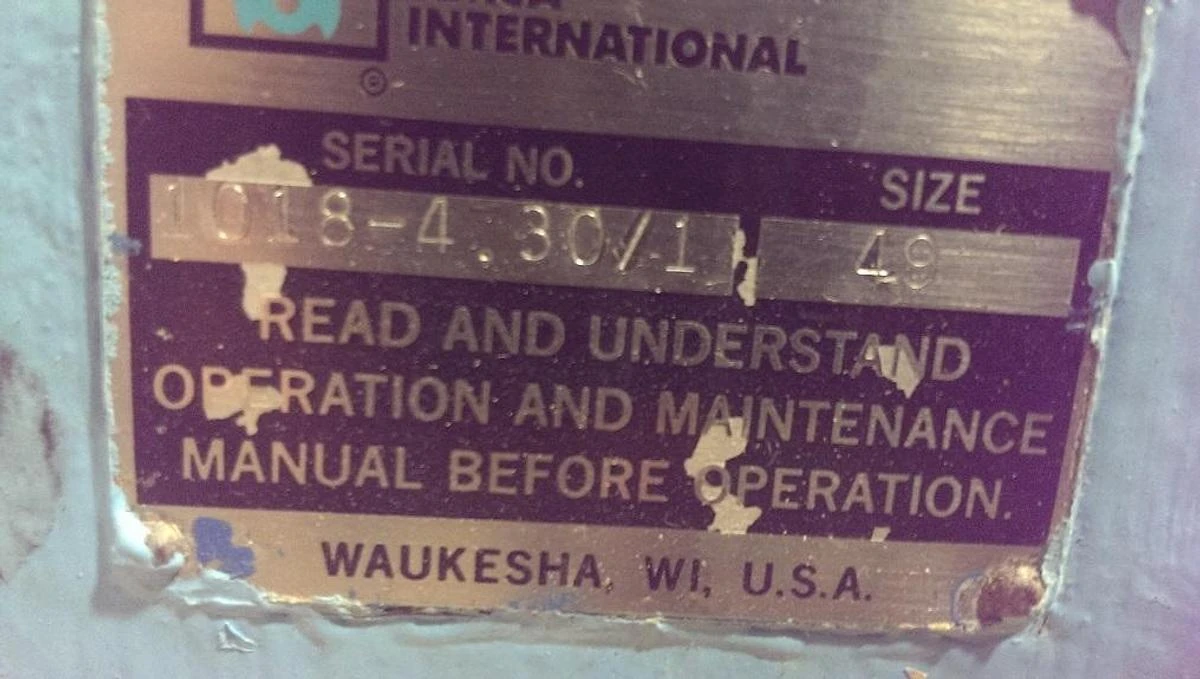 INTERNATIONAL
©
SERIAL NO. SIZE
1018-4.30/1 49
READ AND UNDERSTAND
OPERATION AND MAINTENANCE
MANUAL BEFORE OPERATION.
WAUKESHA, WI, U.S.A.